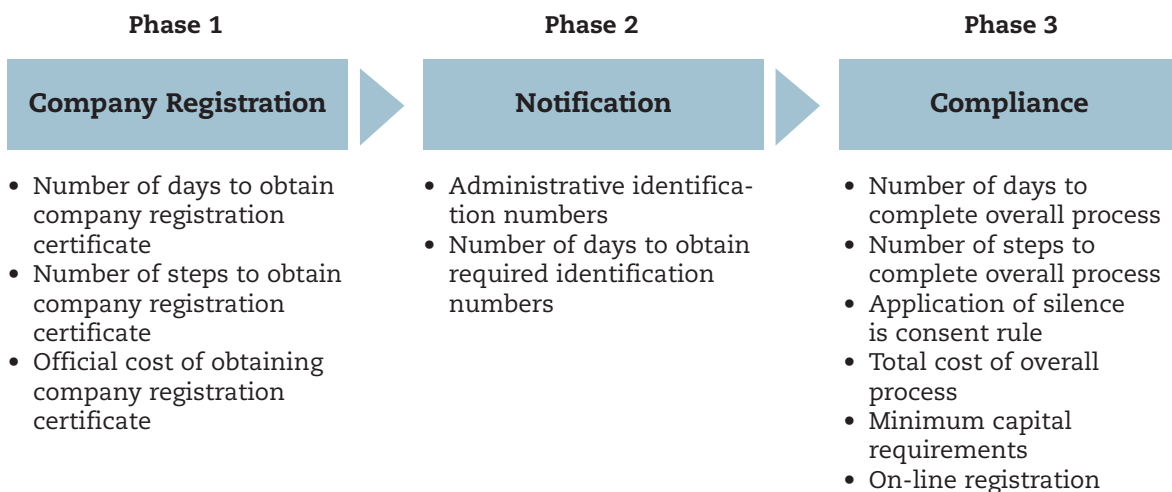 Phase 1
Phase 2
Phase 3
Company Registration
Notification
Compliance
• Number of days to obtain
company registration
certificate
• Number of steps to obtain
company registration
certificate
• Official cost of obtaining
company registration
certificate
• Administrative identifica-
tion numbers
• Number of days to obtain
required identification
numbers
• Number of days to
complete overall process
• Number of steps to
complete overall process
• Application of silence
is consent rule
• Total cost of overall
process
• Minimum capital
requirements
• On-line registration